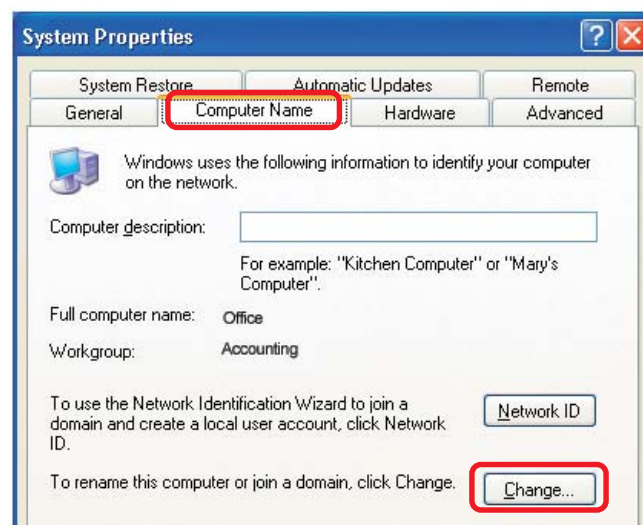 System Properties
System Restore Automatic Updates Remote
General Computer Name Hardware Advanced
Windows uses the following information to identify your computer
on the network.
Computer description:
For example: "Kitchen Computer" or "Mary's
Computer".
Full computer name: Office
Workgroup: Accounting
To use the Network Identification Wizard to join a
domain and create a local user account, click Network
ID.
Network ID
To rename this computer or join a domain, click Change.
Change...